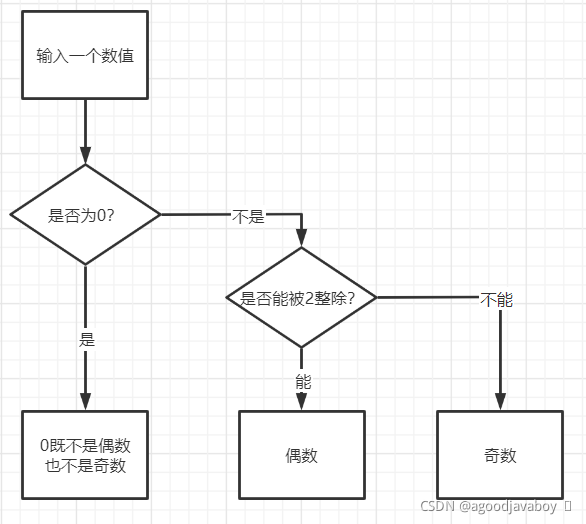 输入一个数值
是否为0？
不是
是否能被2整除？
不能
是
能
0既不是偶数
也不是奇数
偶数
奇数
CSDN @agoodjavaboy